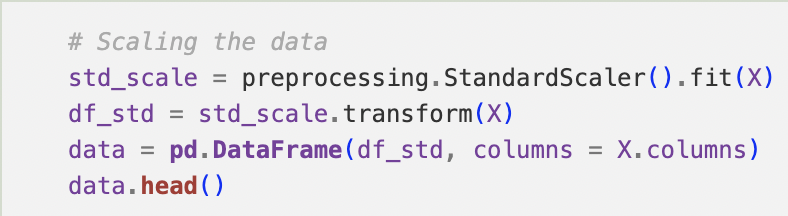 # Scaling the data
std_scale = preprocessing.StandardScaler().fit(X)
df_std = std_scale.transform(X)
data = pd.DataFrame(df_std, columns = X.columns)
data.head()